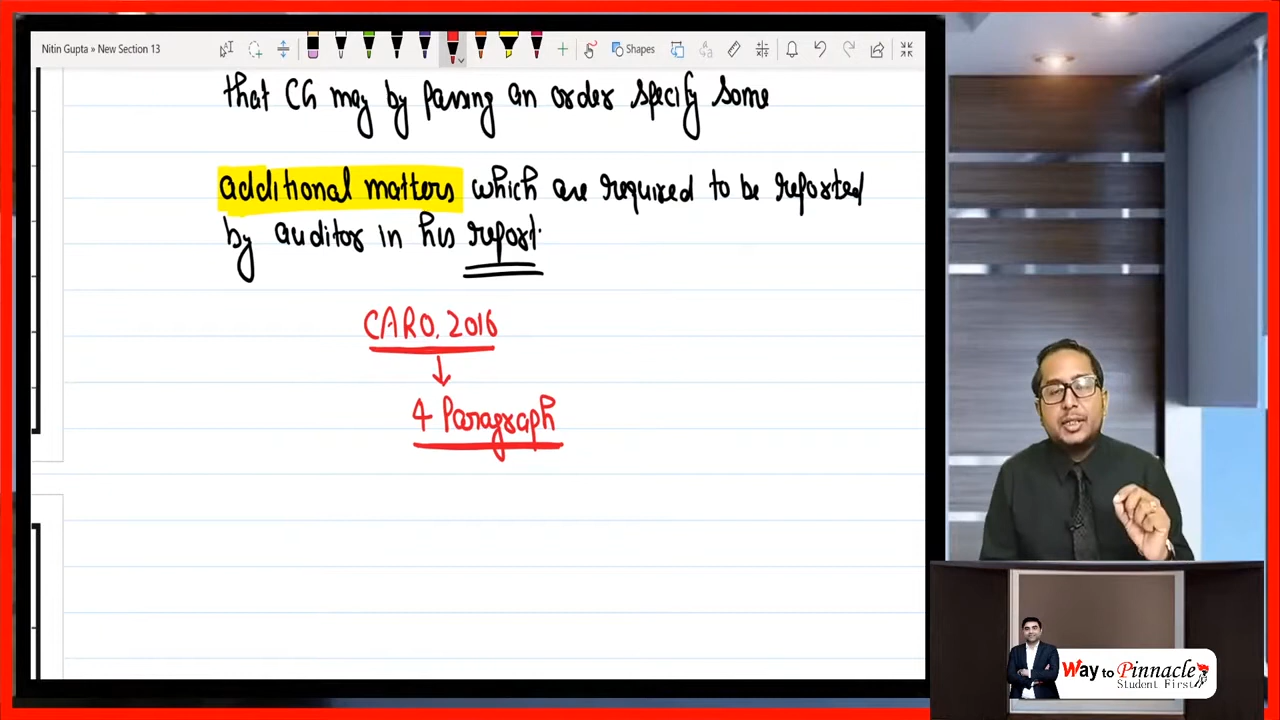 Nitin Gupta » New Section 13
Shapes
that CG may by passing an order specify some
additional matters which are required to be reported
by auditor in his report.
CARO, 2016
4 Paragraph
Way to Pinnacle
Student First